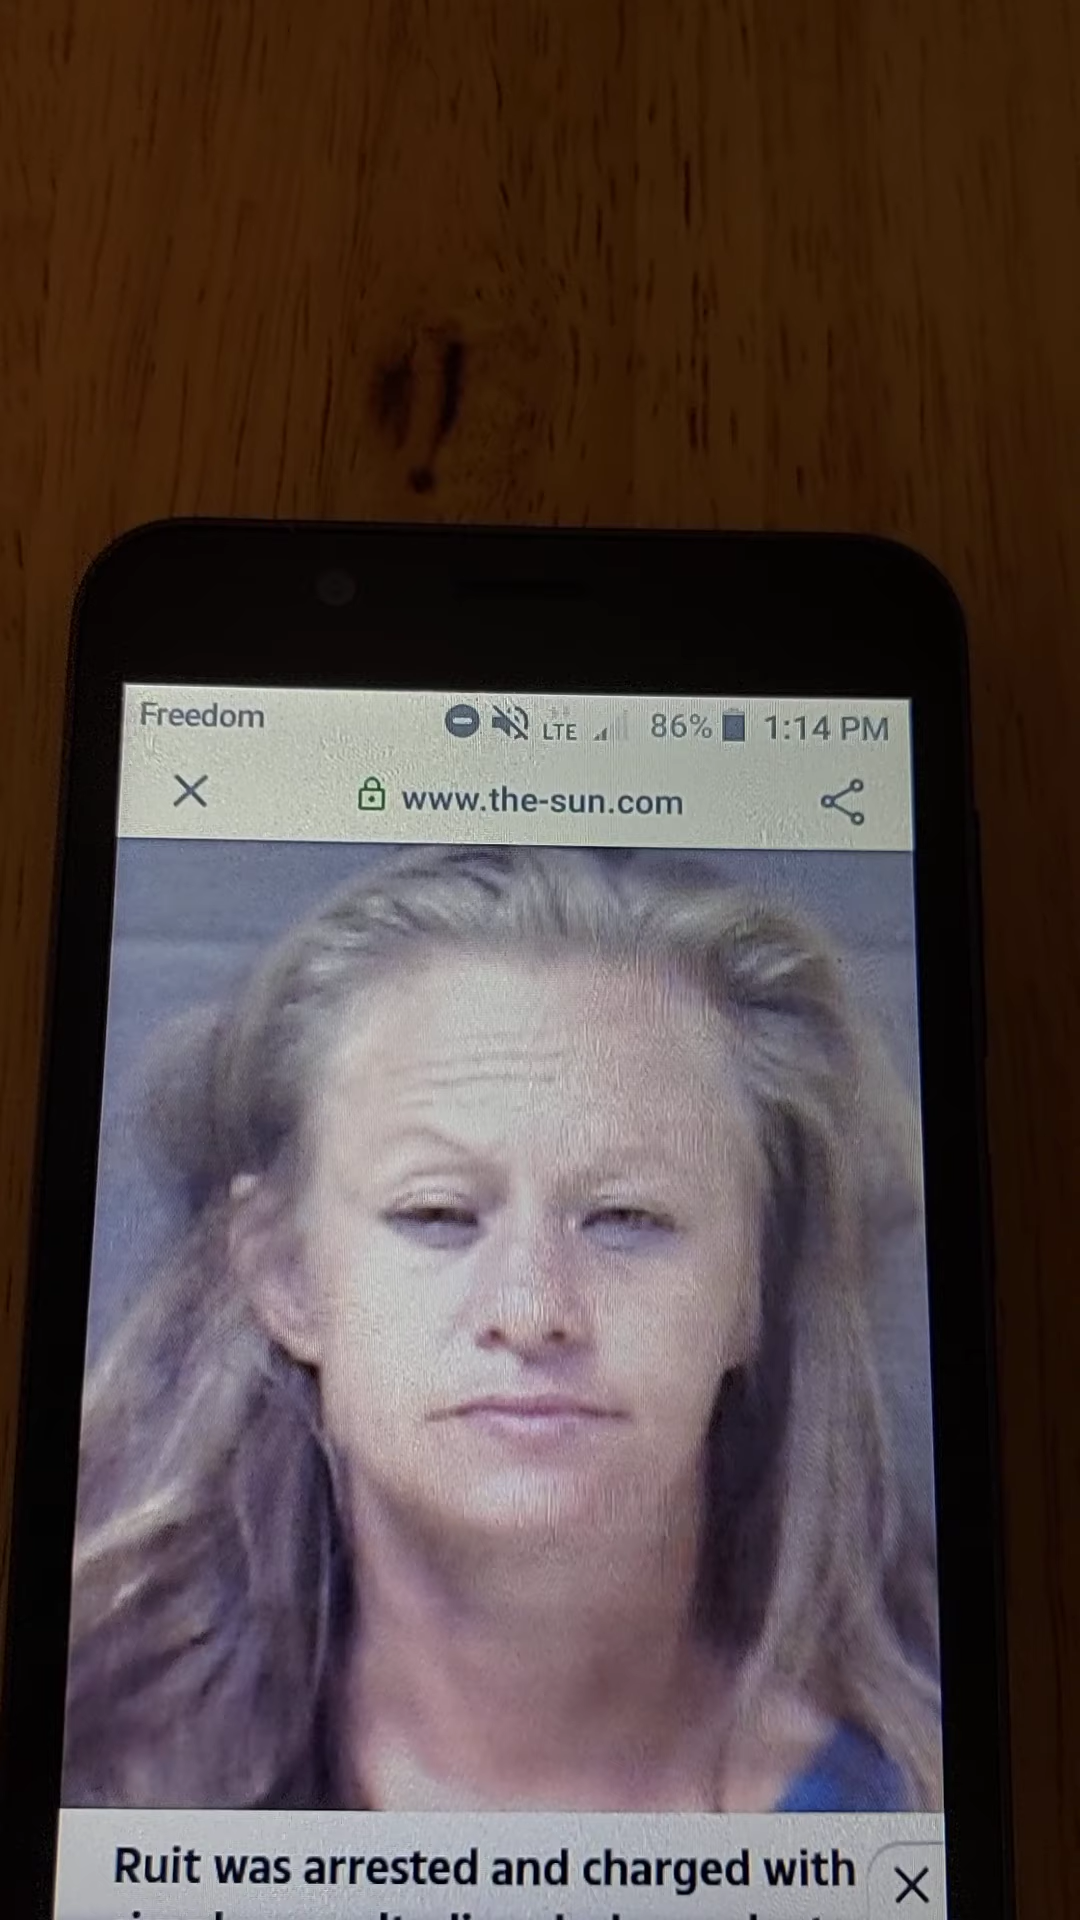 Freedom LTE 86% 1:14 PM
www.the-sun.com
Ruit was arrested and charged with